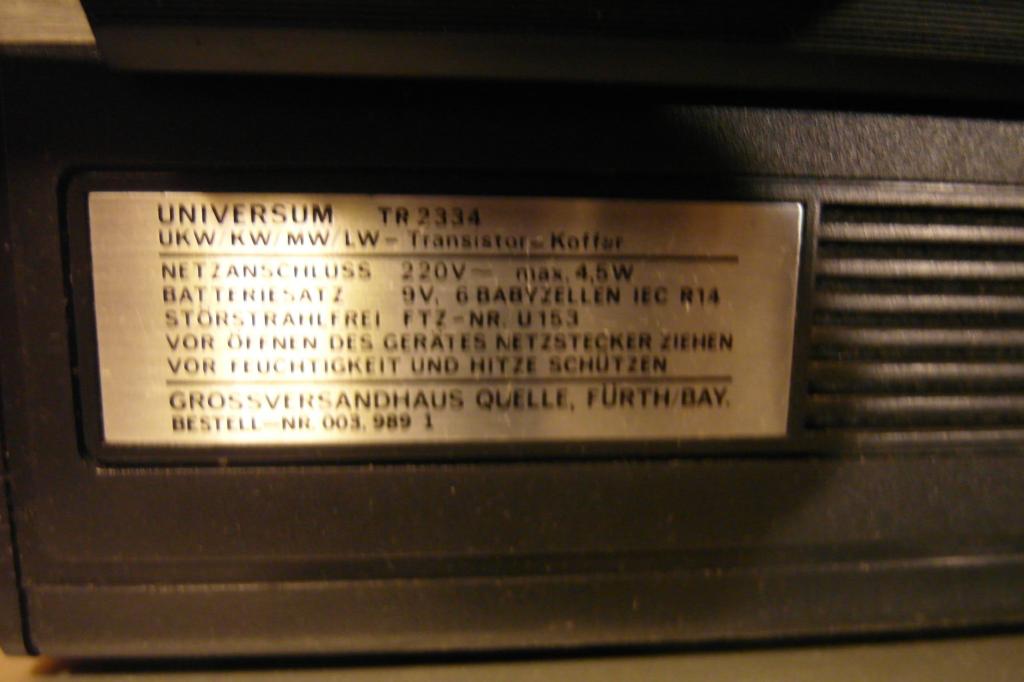 UNIVERSUM TR 2334
UKW/KW/MW/LW - Transistor - Koffer
NETZANSCHLUSS 220V ~ max. 4,5W
BATTERIESATZ 9V, 6 BABYZELLEN IEC R14
STÖRSTRAHLFREI FTZ-NR. U 153
VOR ÖFFNEN DES GERÄTES NETZSTECKER ZIEHEN
VOR FEUCHTIGKEIT UND HITZE SCHÜTZEN
GROSSVERSANDHAUS QUELLE, FÜRTH/BAY.
BESTELL-NR. 003, 989 1